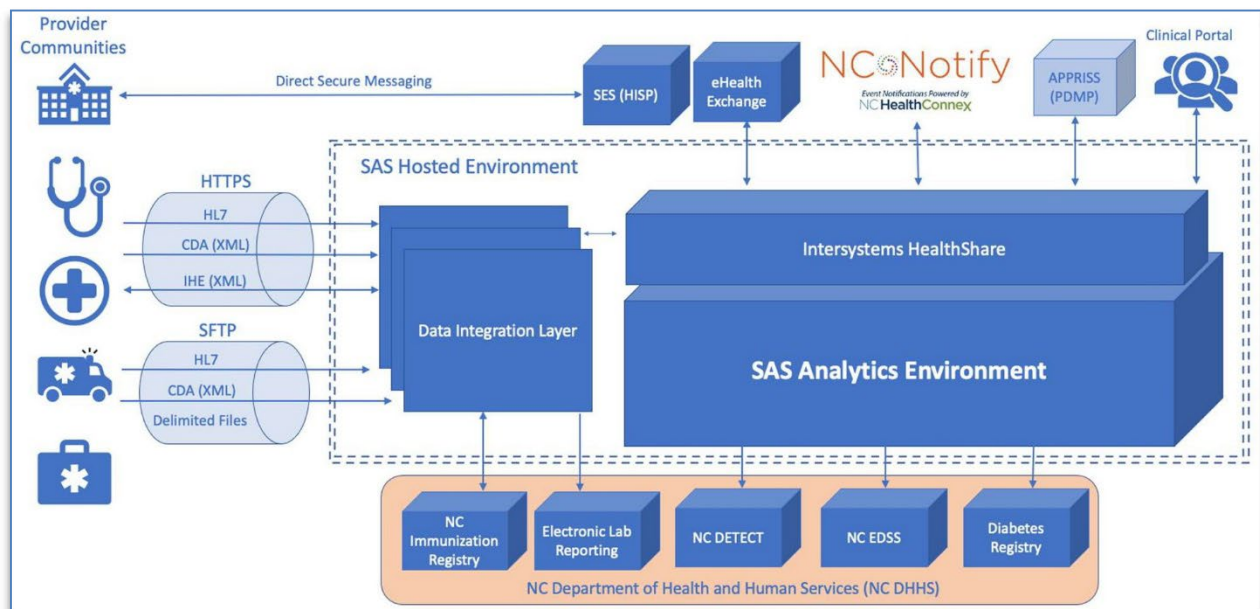 Provider
Communities
Direct Secure Messaging
SES (HISP)
eHealth
Exchange
NC Notify
Event Notifications Powered by
NC HealthConnex
APPRISS
(PDMP)
Clinical Portal
SAS Hosted Environment
HTTPS
HL7
CDA (XML)
IHE (XML)
SFTP
HL7
CDA (XML)
Delimited Files
Data Integration Layer
Intersystems HealthShare
SAS Analytics Environment
NC
Immunization
Registry
Electronic Lab
Reporting
NC DETECT
NC EDSS
Diabetes
Registry
NC Department of Health and Human Services (NC DHHS)